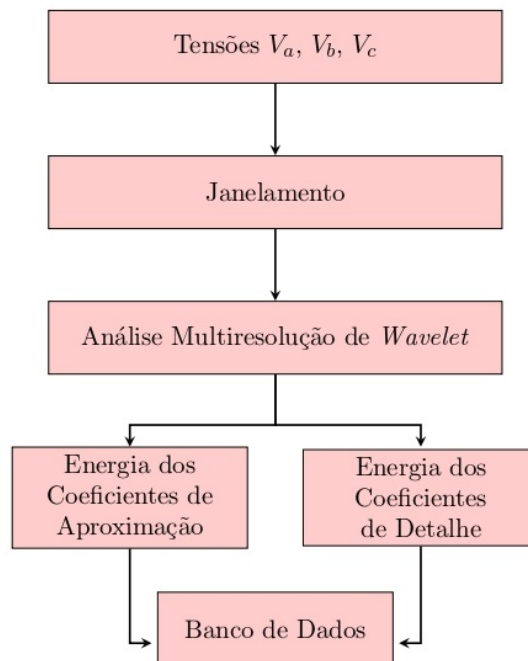 Tensões Va, Vb, Vc
Janelamento
Análise Multiresolução de Wavelet
Energia dos
Coeficientes de
Aproximação
Energia dos
Coeficientes
de Detalhe
Banco de Dados